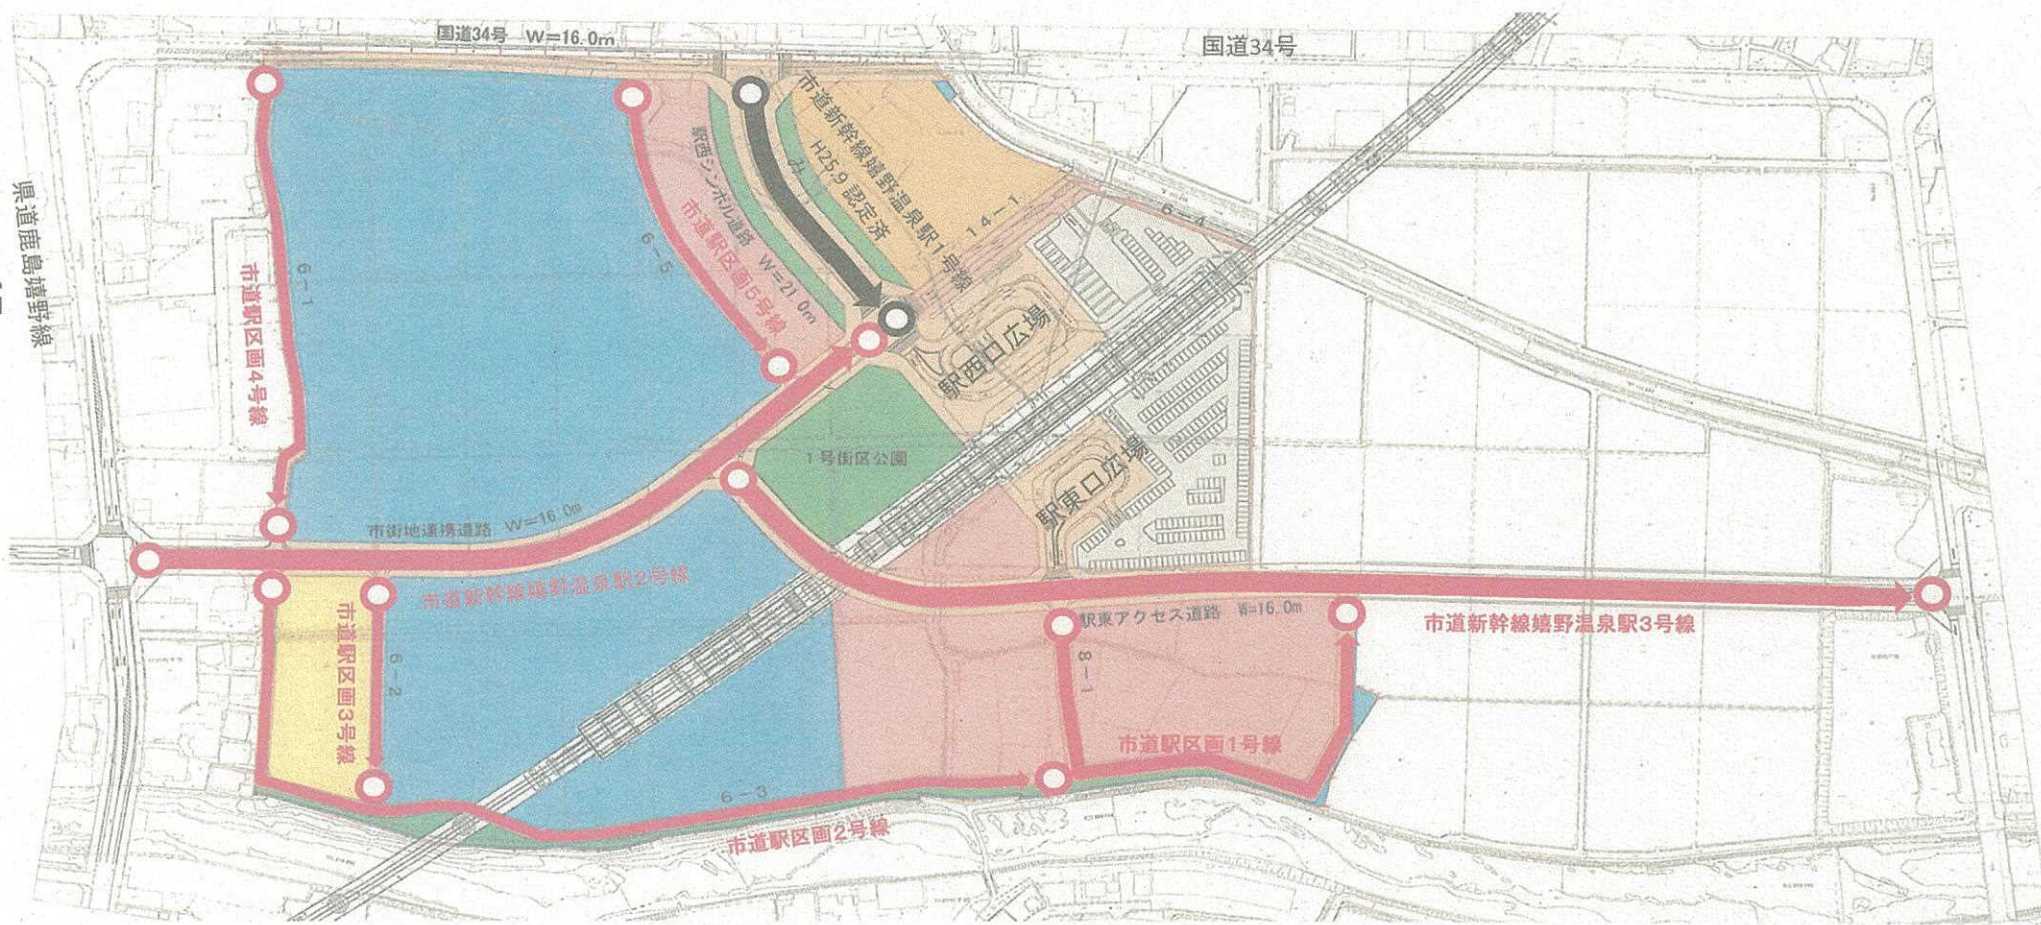 国道34号 W=16.0m
国道34号
県道鹿島嬉野線
市道新幹線嬉野温泉駅1号線
H25.9 認定済
14-1
6-4
駅西シンボル道路 W=21.0m
市道駅区画5号線
6-5
6-1
市道駅区画4号線
駅西口広場
1号街区公園
駅東口広場
市街地連携道路 W=16.0m
市道新幹線嬉野温泉駅2号線
駅東アクセス道路 W=16.0m
市道新幹線嬉野温泉駅3号線
市道駅区画3号線
6-2
8-1
市道駅区画1号線
6-3
市道駅区画2号線